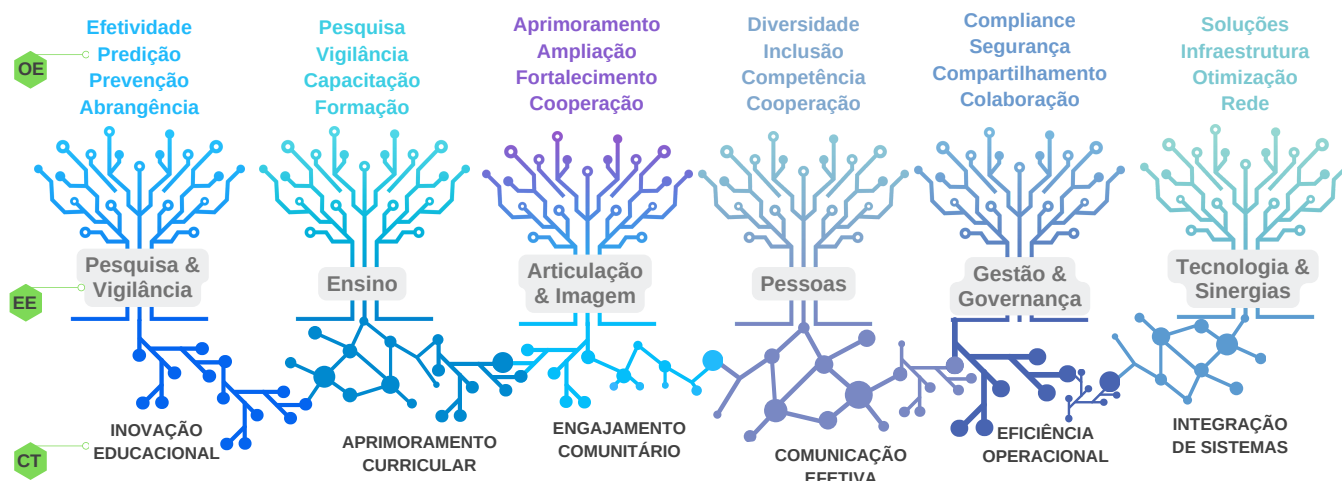 OE
Efetividade
Predição
Prevenção
Abrangência
Pesquisa
Vigilância
Capacitação
Formação
Aprimoramento
Ampliação
Fortalecimento
Cooperação
Diversidade
Inclusão
Competência
Cooperação
Compliance
Segurança
Compartilhamento
Colaboração
Soluções
Infraestrutura
Otimização
Rede
EE
Pesquisa &
Vigilância
Ensino
Articulação
& Imagem
Pessoas
Gestão &
Governança
Tecnologia &
Sinergias
CT
INOVAÇÃO
EDUCACIONAL
APRIMORAMENTO
CURRICULAR
ENGAJAMENTO
COMUNITÁRIO
COMUNICAÇÃO
EFETIVA
EFICIÊNCIA
OPERACIONAL
INTEGRAÇÃO
DE SISTEMAS